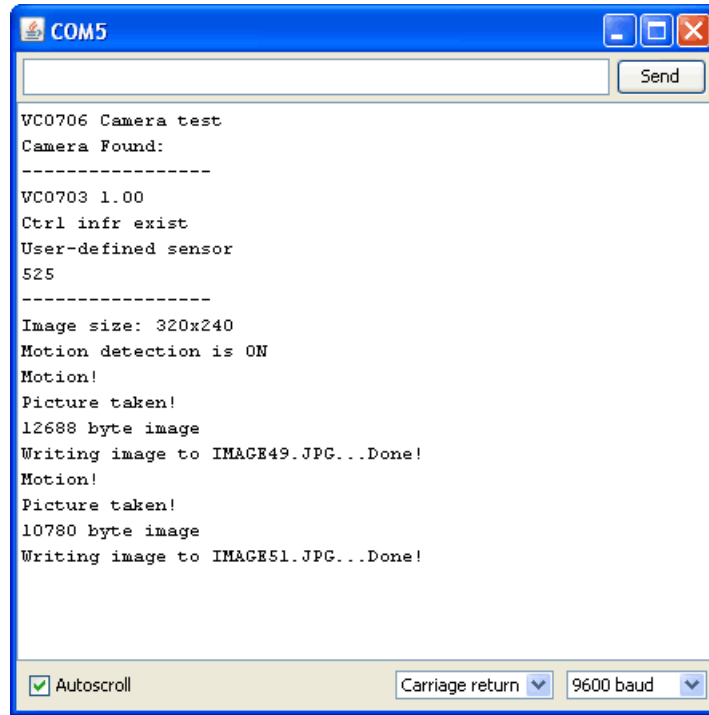 COM5
Send
VC0706 Camera test
Camera Found:
-----------------
VC0703 1.00
Ctrl infr exist
User-defined sensor
525
-----------------
Image size: 320x240
Motion detection is ON
Motion!
Picture taken!
12688 byte image
Writing image to IMAGE49.JPG...Done!
Motion!
Picture taken!
10780 byte image
Writing image to IMAGE51.JPG...Done!
Autoscroll
Carriage return
9600 baud